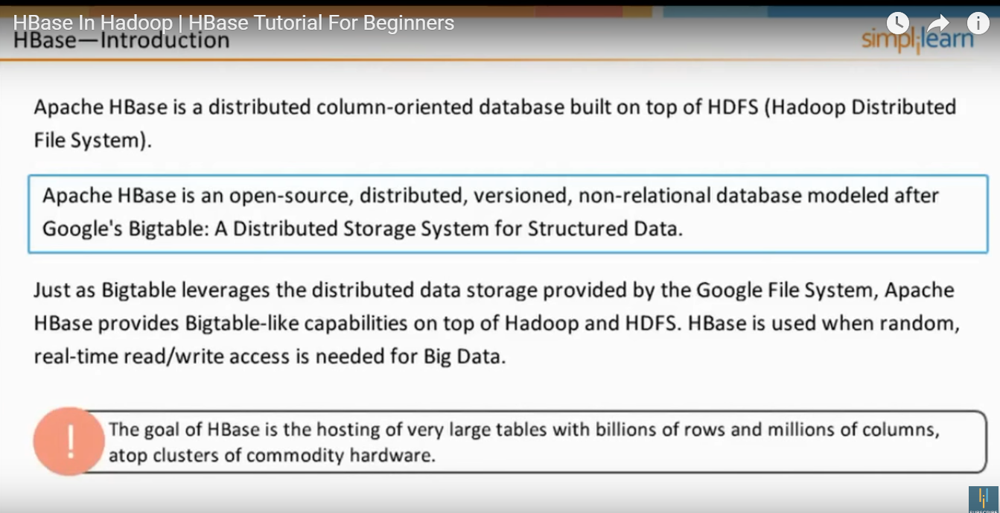 HBase In Hadoop | HBase Tutorial For Beginners
HBase—Introduction
simplilearn
Apache HBase is a distributed column-oriented database built on top of HDFS (Hadoop Distributed
File System).
Apache HBase is an open-source, distributed, versioned, non-relational database modeled after
Google's Bigtable: A Distributed Storage System for Structured Data.
Just as Bigtable leverages the distributed data storage provided by the Google File System, Apache
HBase provides Bigtable-like capabilities on top of Hadoop and HDFS. HBase is used when random,
real-time read/write access is needed for Big Data.
!
The goal of HBase is the hosting of very large tables with billions of rows and millions of columns,
atop clusters of commodity hardware.
SUBSCRIBE